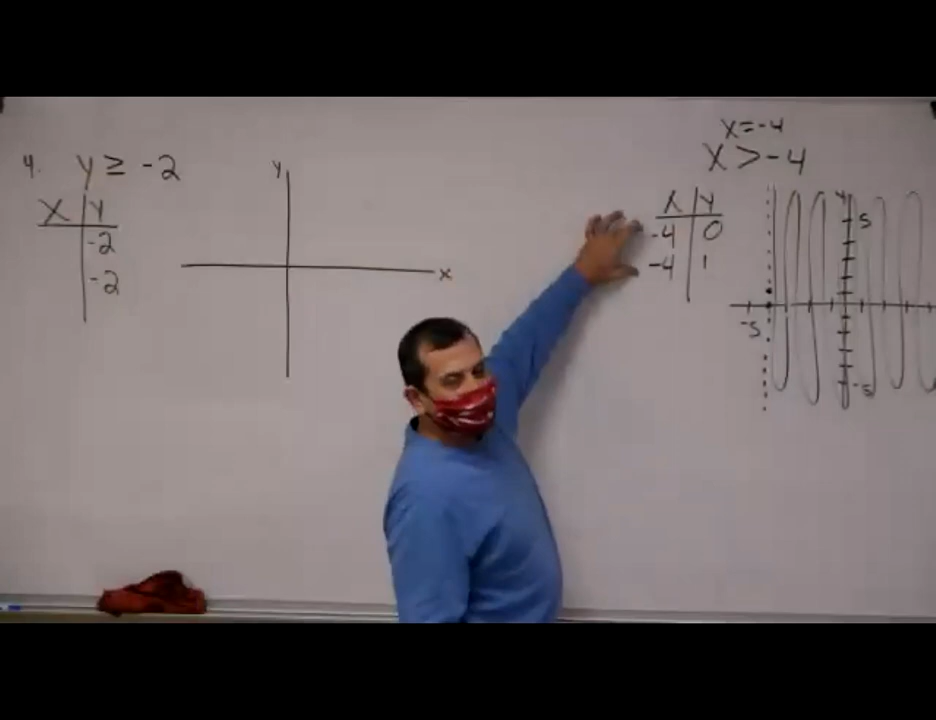 4. y ≥ -2
X | y
-2
-2
y
x
x=-4
X > -4
X | y
-4 | 0
-4 | 1
y
5
-5
-5